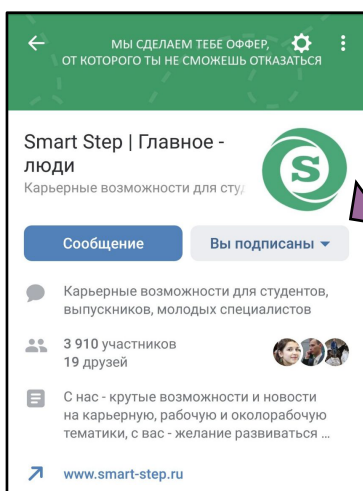 МЫ СДЕЛАЕМ ТЕБЕ ОФФЕР,
ОТ КОТОРОГО ТЫ НЕ СМОЖЕШЬ ОТКАЗАТЬСЯ
Smart Step | Главное -
люди
Карьерные возможности для сту
S
Сообщение
Вы подписаны
Карьерные возможности для студентов,
выпускников, молодых специалистов
3 910 участников
19 друзей
С нас - крутые возможности и новости
на карьерную, рабочую и околорабочую
тематики, с вас - желание развиваться ...
www.smart-step.ru